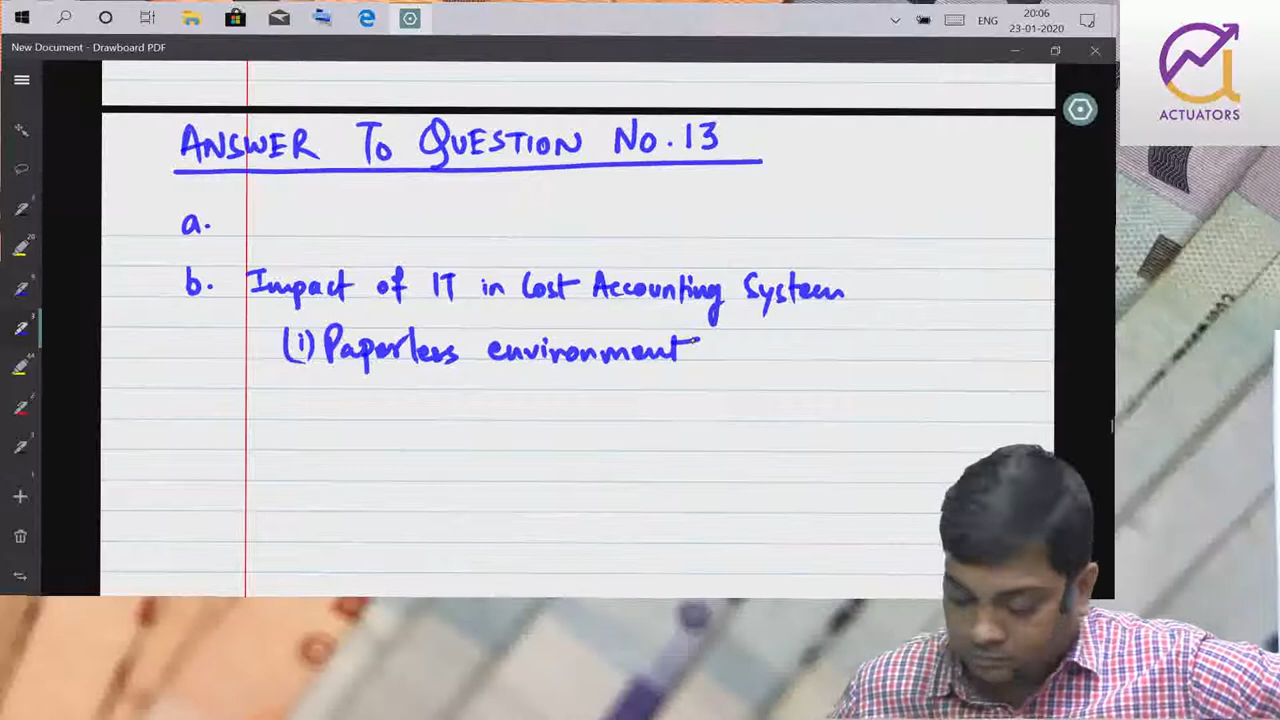 ENG
20:06
23-01-2020
New Document - Drawboard PDF
ACTUATORS
ANSWER TO QUESTION NO. 13
a.
b. Impact of IT in Cost Accounting System
(i) Paperless environment